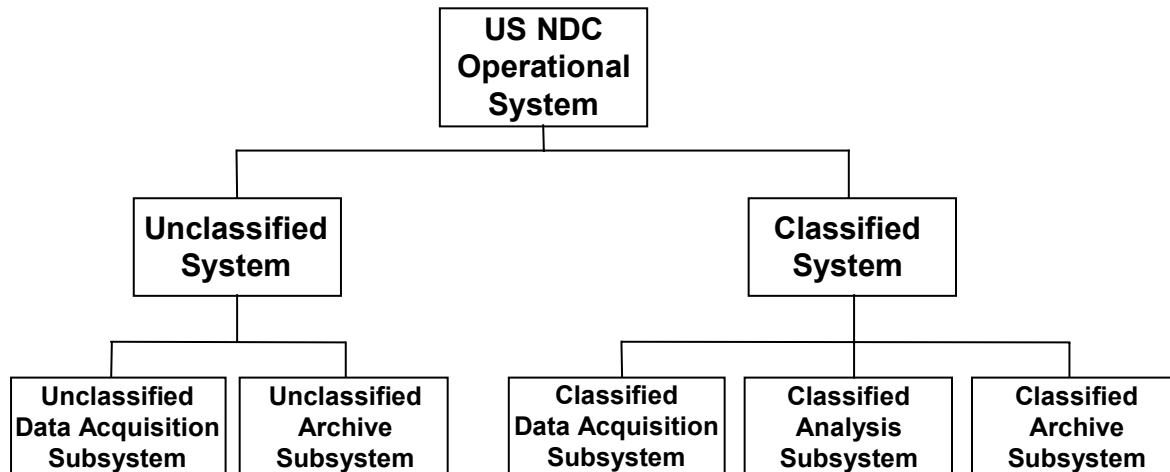 US NDC
Operational
System
Unclassified
System
Classified
System
Unclassified
Data Acquisition
Subsystem
Unclassified
Archive
Subsystem
Classified
Data Acquisition
Subsystem
Classified
Analysis
Subsystem
Classified
Archive
Subsystem